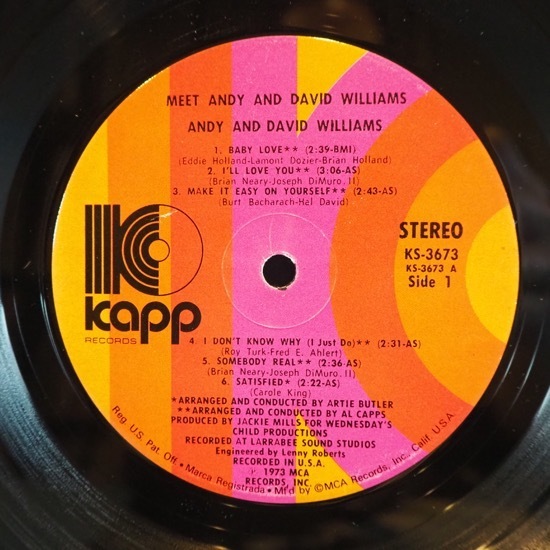 MEET ANDY AND DAVID WILLIAMS
ANDY AND DAVID WILLIAMS
1. BABY LOVE** (2:39-BMI)
(Eddie Holland-Lamont Dozier-Brian Holland)
2. I'LL LOVE YOU** (3:06-AS)
(Brian Neary-Joseph DiMuro.II)
3. MAKE IT EASY ON YOURSELF** (2:43-AS)
(Burt Bacharach-Hal David)
STEREO
KS-3673
KS-3673 A
Side 1
kapp
RECORDS
4. I DON'T KNOW WHY (I Just Do)** (2:31-AS)
(Roy Turk-Fred E. Ahlert)
5. SOMEBODY REAL** (2:36-AS)
(Brian Neary-Joseph DiMuro.II)
6. SATISFIED* (2:22-AS)
(Carole King)
*ARRANGED AND CONDUCTED BY ARTIE BUTLER
**ARRANGED AND CONDUCTED BY AL CAPPS
PRODUCED BY JACKIE MILLS FOR WEDNESDAY'S
CHILD PRODUCTIONS
RECORDED AT LARRABEE SOUND STUDIOS
Engineered by Lenny Roberts
RECORDED IN U.S.A.
℗ 1973 MCA
RECORDS, INC.
Reg. U.S. Pat. Off. • Marca Registrada • Mf'd by ©MCA Records, Inc., Calif. U.S.A.